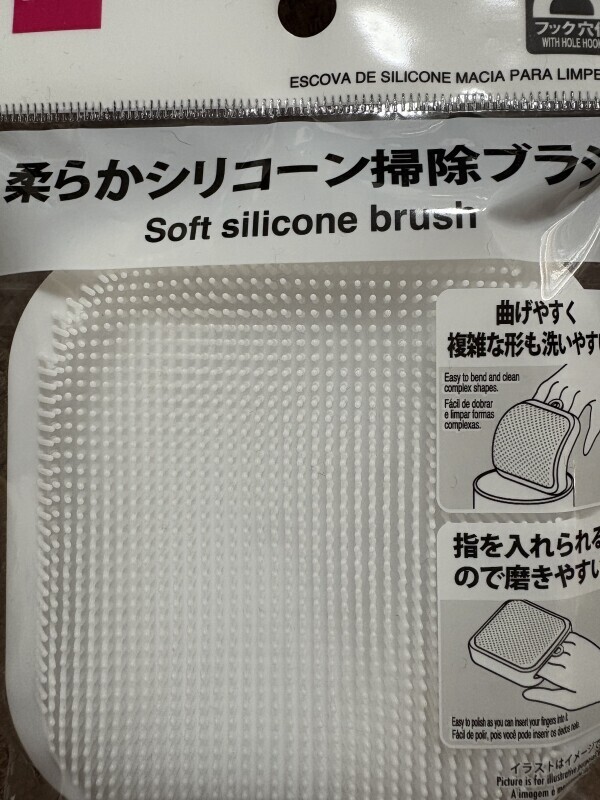 フック穴付
WITH HOLE HOOK
ESCOVA DE SILICONE MACIA PARA LIMPE
柔らかシリコーン掃除ブラシ
Soft silicone brush
曲げやすく
複雑な形も洗いやすい
Easy to bend and clean
complex shapes.
Fácil de dobrar
e limpar formas
complexas.
指を入れられる
ので磨きやすい
Easy to polish as you can insert your fingers into it.
Fácil de polir, pois você pode inserir os dedos nele.
イラストはイメージ
Picture is for illustrative
A imagem é